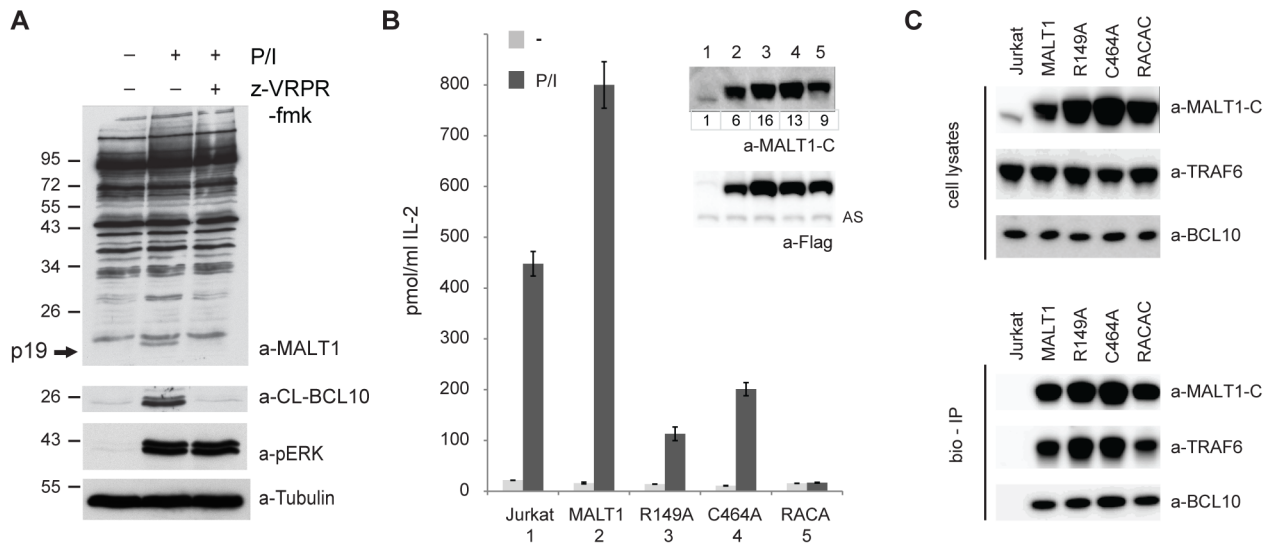 A
– + + P/I
– – + z-VRPR
-fmk
95
72
55
43
34
26
p19
a-MALT1
26
a-CL-BCL10
43
a-pERK
55
a-Tubulin
B
-
P/I
pmol/ml IL-2
800
700
600
500
400
300
200
100
0
Jurkat MALT1 R149A C464A RACA
1 2 3 4 5
1 2 3 4 5
1 6 16 13 9
a-MALT1-C
AS
a-Flag
C
Jurkat MALT1 R149A C464A RACAC
cell lysates
a-MALT1-C
a-TRAF6
a-BCL10
Jurkat MALT1 R149A C464A RACAC
bio - IP
a-MALT1-C
a-TRAF6
a-BCL10